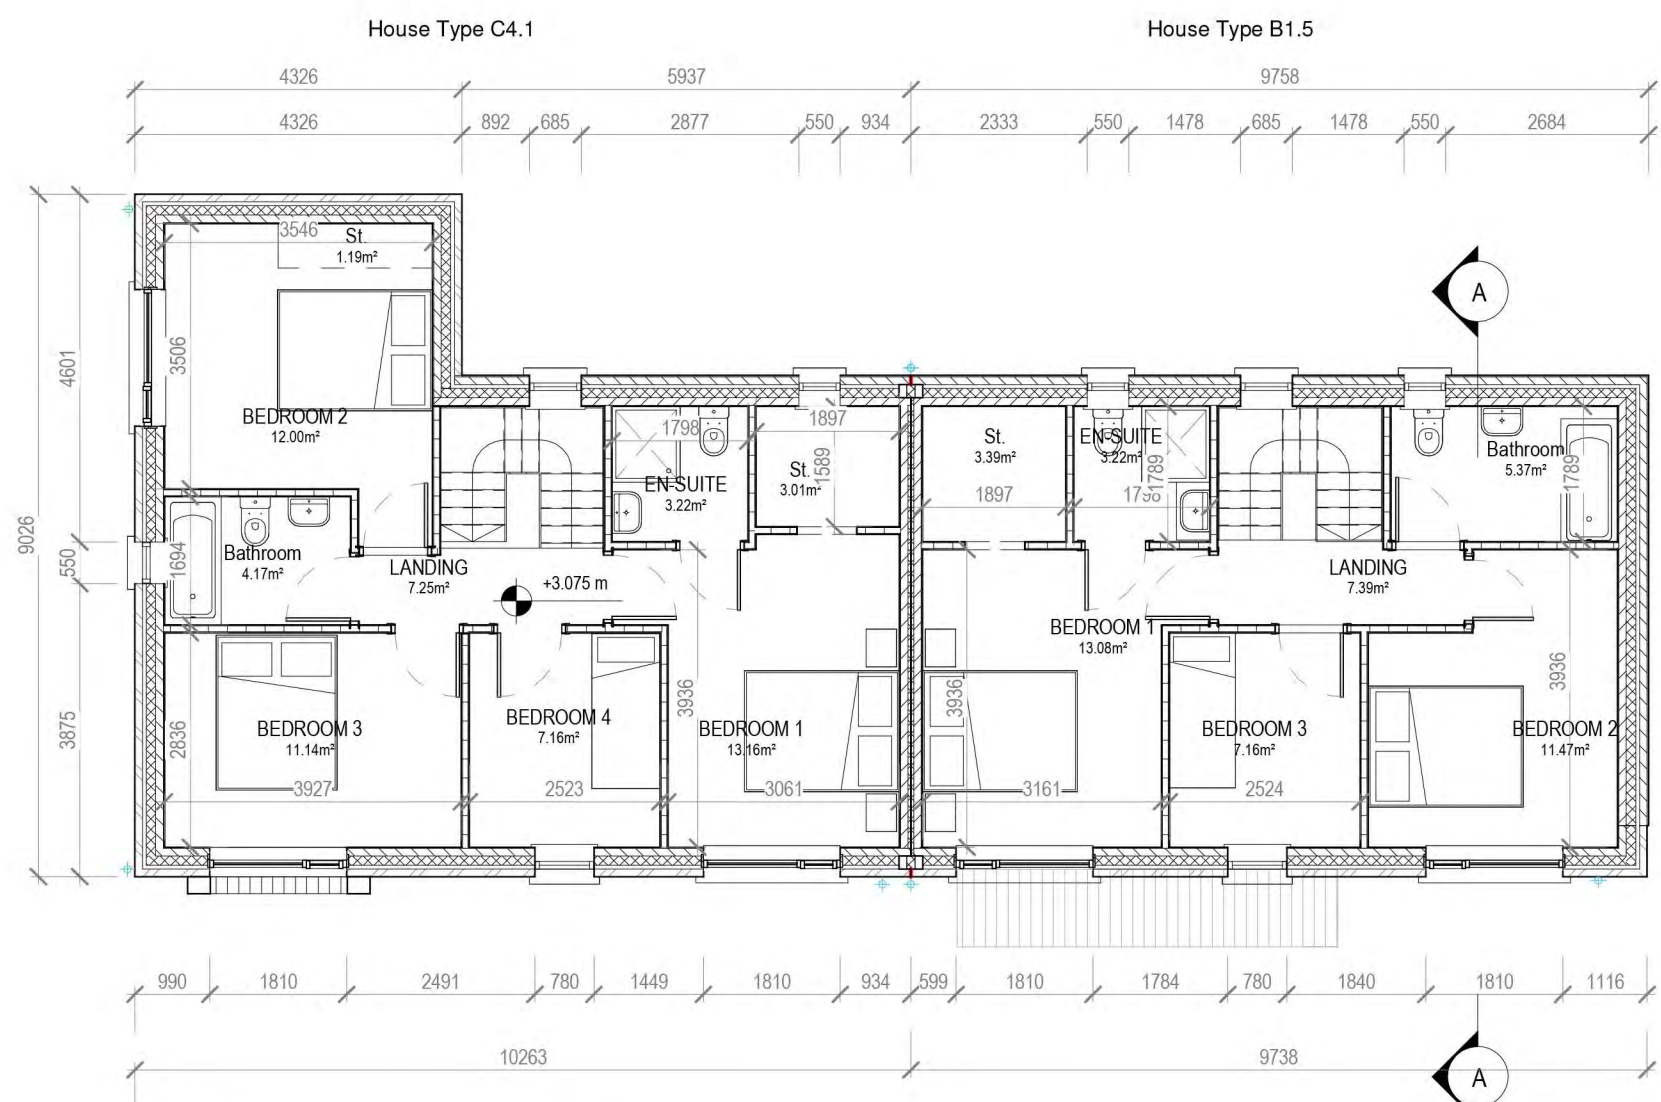 House Type C4.1
House Type B1.5
4326
5937
9758
4326
892
685
2877
550
934
2333
550
1478
685
1478
550
2684
9026
4601
550
3875
3546
St.
1.19m²
3506
BEDROOM 2
12.00m²
1798
1897
1589
St.
3.01m²
EN-SUITE
3.22m²
St.
3.39m²
1897
EN-SUITE
3.22m²
1789
1798
Bathroom
5.37m²
1789
A
1694
Bathroom
4.17m²
LANDING
7.25m²
+3.075 m
LANDING
7.39m²
BEDROOM 1
13.08m²
2836
BEDROOM 3
11.14m²
3927
BEDROOM 4
7.16m²
2523
3936
BEDROOM 1
13.16m²
3061
3936
3161
BEDROOM 3
7.16m²
2524
3936
BEDROOM 2
11.47m²
990
1810
2491
780
1449
1810
934
599
1810
1784
780
1840
1810
1116
10263
9738
A